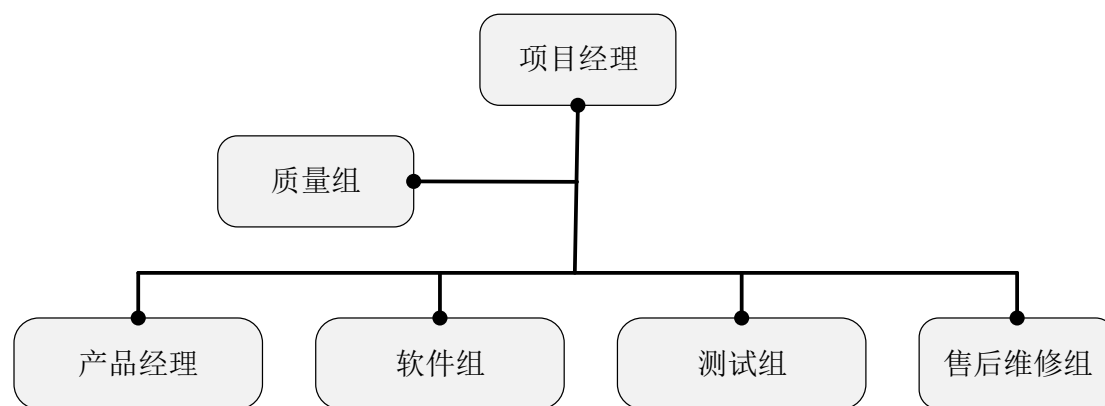 项目经理
质量组
产品经理
软件组
测试组
售后维修组